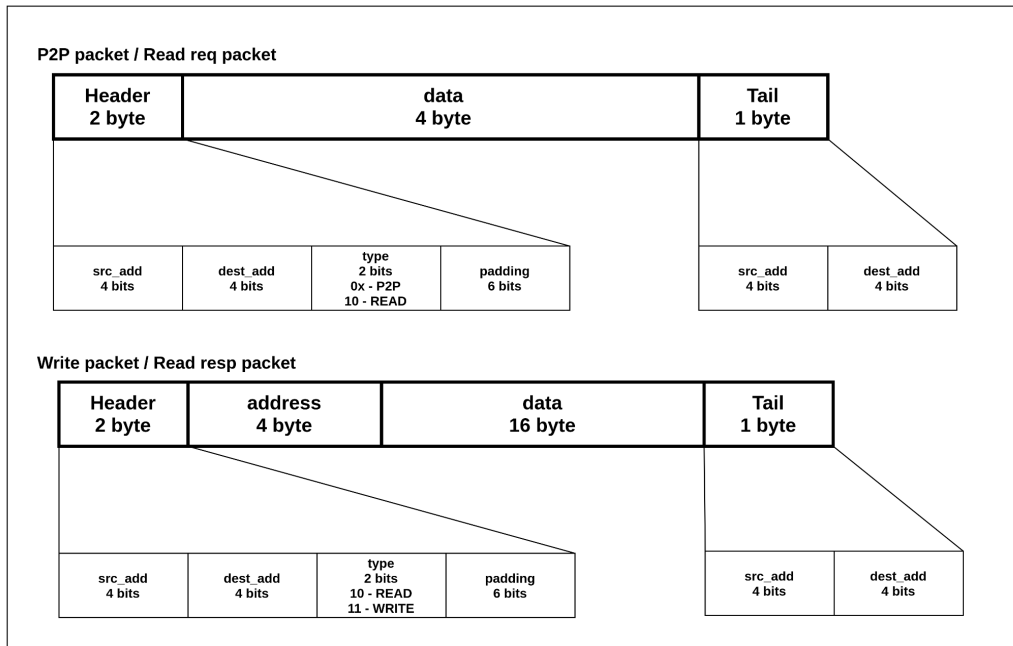 P2P packet / Read req packet
Header
2 byte
data
4 byte
Tail
1 byte
src_add
4 bits
dest_add
4 bits
type
2 bits
0x - P2P
10 - READ
padding
6 bits
src_add
4 bits
dest_add
4 bits
Write packet / Read resp packet
Header
2 byte
address
4 byte
data
16 byte
Tail
1 byte
src_add
4 bits
dest_add
4 bits
type
2 bits
10 - READ
11 - WRITE
padding
6 bits
src_add
4 bits
dest_add
4 bits